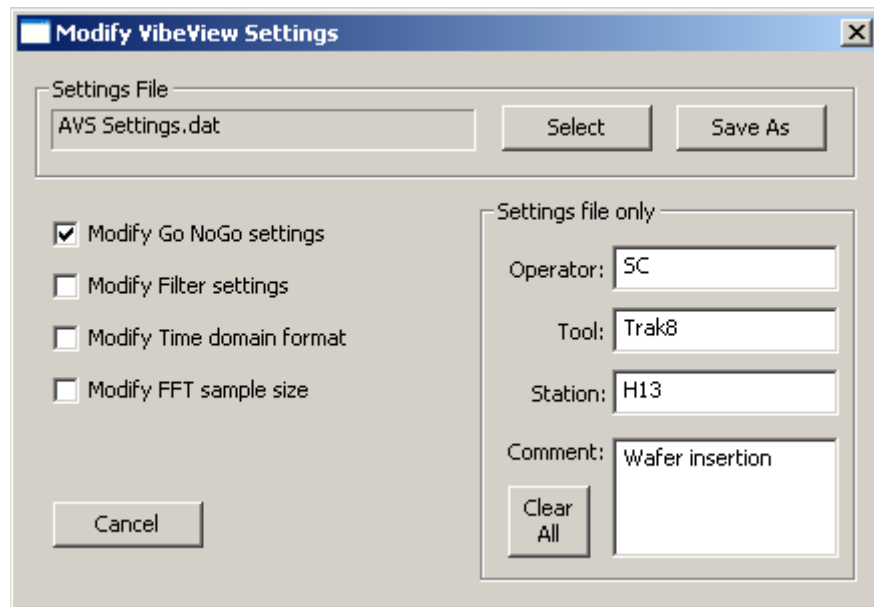 Modify VibeView Settings
Settings File
AVS Settings.dat
Select
Save As
Modify Go NoGo settings
Modify Filter settings
Modify Time domain format
Modify FFT sample size
Cancel
Settings file only
Operator: SC
Tool: Trak8
Station: H13
Comment: Wafer insertion
Clear
All